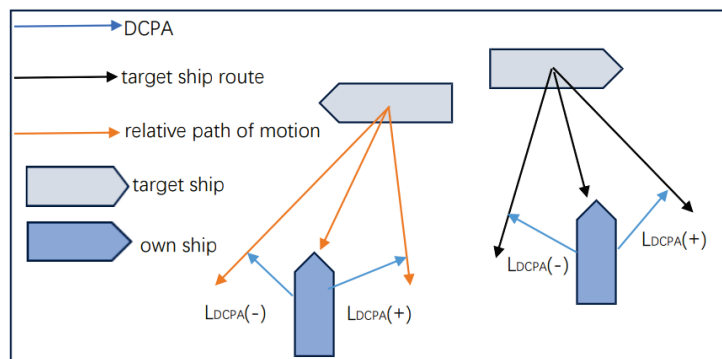 DCPA
target ship route
relative path of motion
target ship
own ship
LDCPA(-)
LDCPA(+)
LDCPA(-)
LDCPA(+)